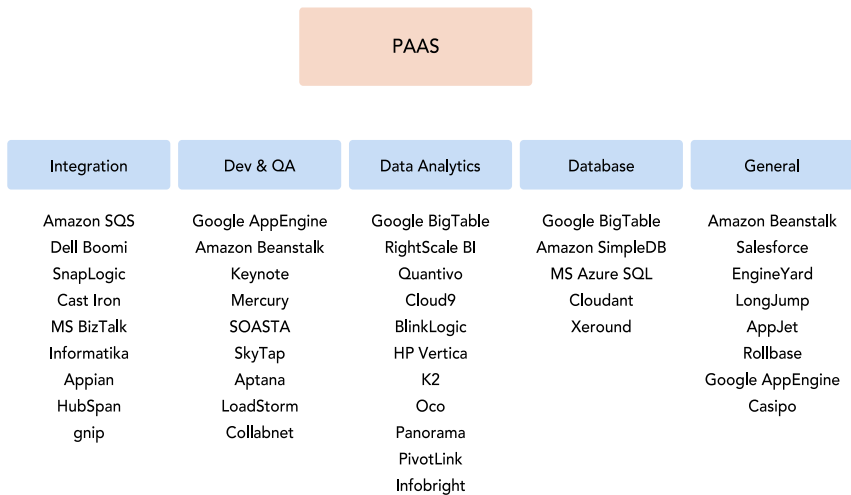 PAAS
Integration
Amazon SQS
Dell Boomi
SnapLogic
Cast Iron
MS BizTalk
Informatika
Appian
HubSpan
gnip
Dev & QA
Google AppEngine
Amazon Beanstalk
Keynote
Mercury
SOASTA
SkyTap
Aptana
LoadStorm
Collabnet
Data Analytics
Google BigTable
RightScale BI
Quantivo
Cloud9
BlinkLogic
HP Vertica
K2
Oco
Panorama
PivotLink
Infobright
Database
Google BigTable
Amazon SimpleDB
MS Azure SQL
Cloudant
Xeround
General
Amazon Beanstalk
Salesforce
EngineYard
LongJump
AppJet
Rollbase
Google AppEngine
Casipo